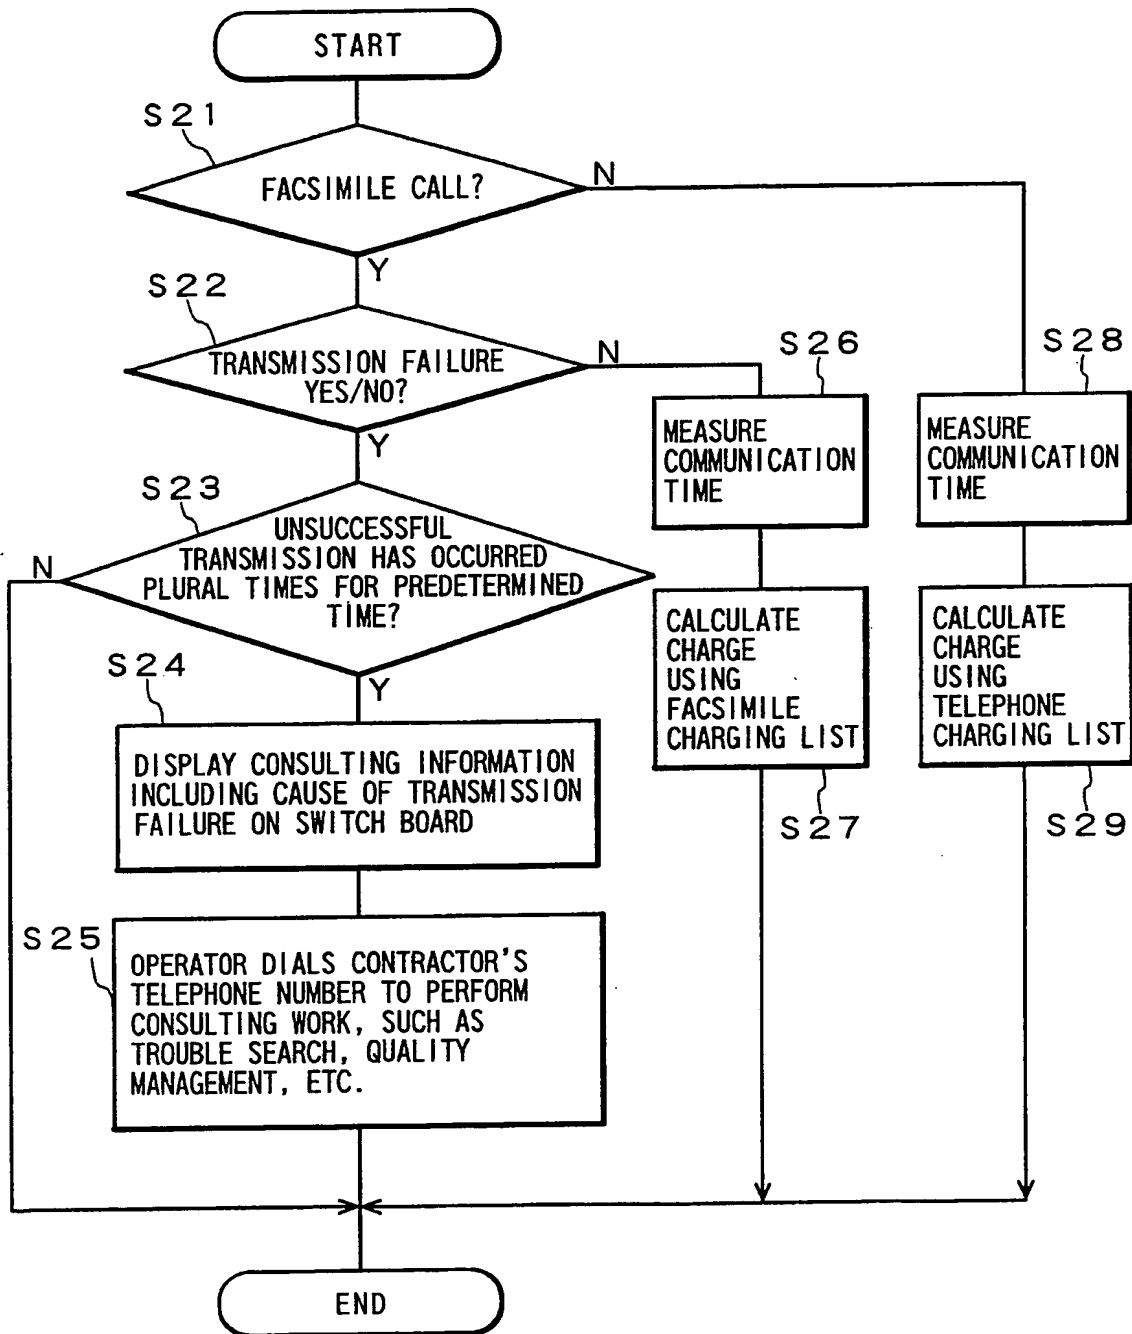 START
S21
FACSIMILE CALL?
N
Y
S22
TRANSMISSION FAILURE
YES/NO?
N
Y
S23
UNSUCCESSFUL
TRANSMISSION HAS OCCURRED
PLURAL TIMES FOR PREDETERMINED
TIME?
N
Y
S24
DISPLAY CONSULTING INFORMATION
INCLUDING CAUSE OF TRANSMISSION
FAILURE ON SWITCH BOARD
S25
OPERATOR DIALS CONTRACTOR'S
TELEPHONE NUMBER TO PERFORM
CONSULTING WORK, SUCH AS
TROUBLE SEARCH, QUALITY
MANAGEMENT, ETC.
S26
MEASURE
COMMUNICATION
TIME
CALCULATE
CHARGE
USING
FACSIMILE
CHARGING LIST
S27
S28
MEASURE
COMMUNICATION
TIME
CALCULATE
CHARGE
USING
TELEPHONE
CHARGING LIST
S29
END